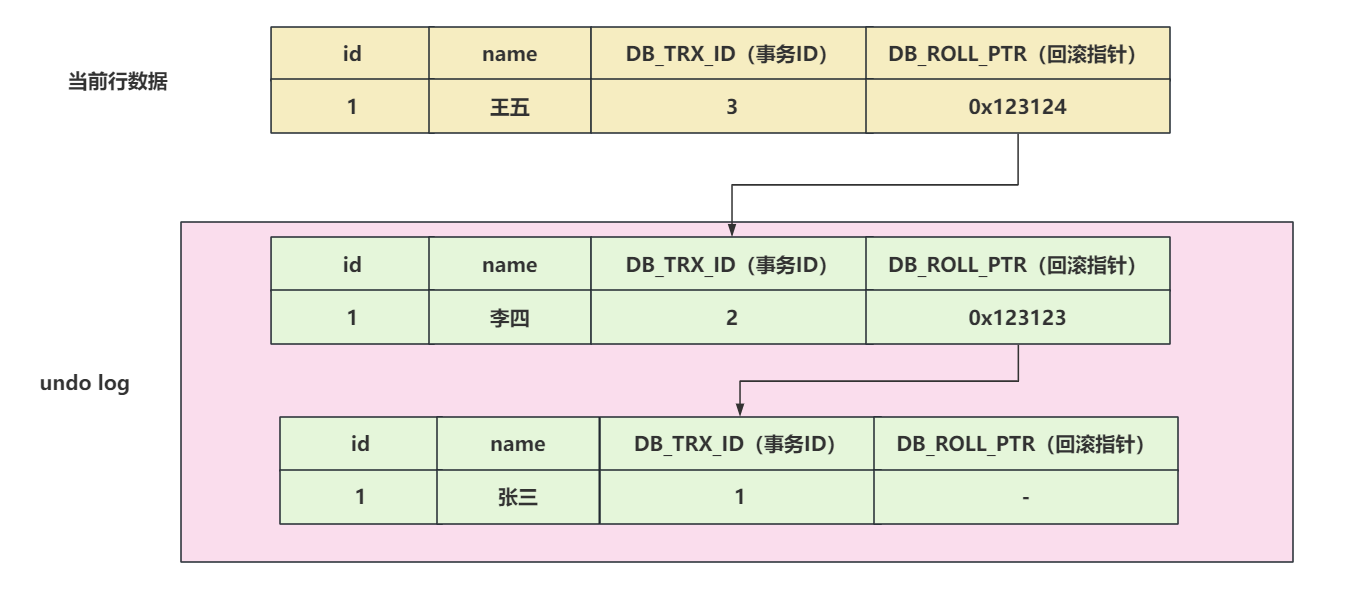 id name DB_TRX_ID（事务ID） DB_ROLL_PTR（回滚指针）
当前行数据
1 王五 3 0x123124
id name DB_TRX_ID（事务ID） DB_ROLL_PTR（回滚指针）
1 李四 2 0x123123
undo log
id name DB_TRX_ID（事务ID） DB_ROLL_PTR（回滚指针）
1 张三 1 -